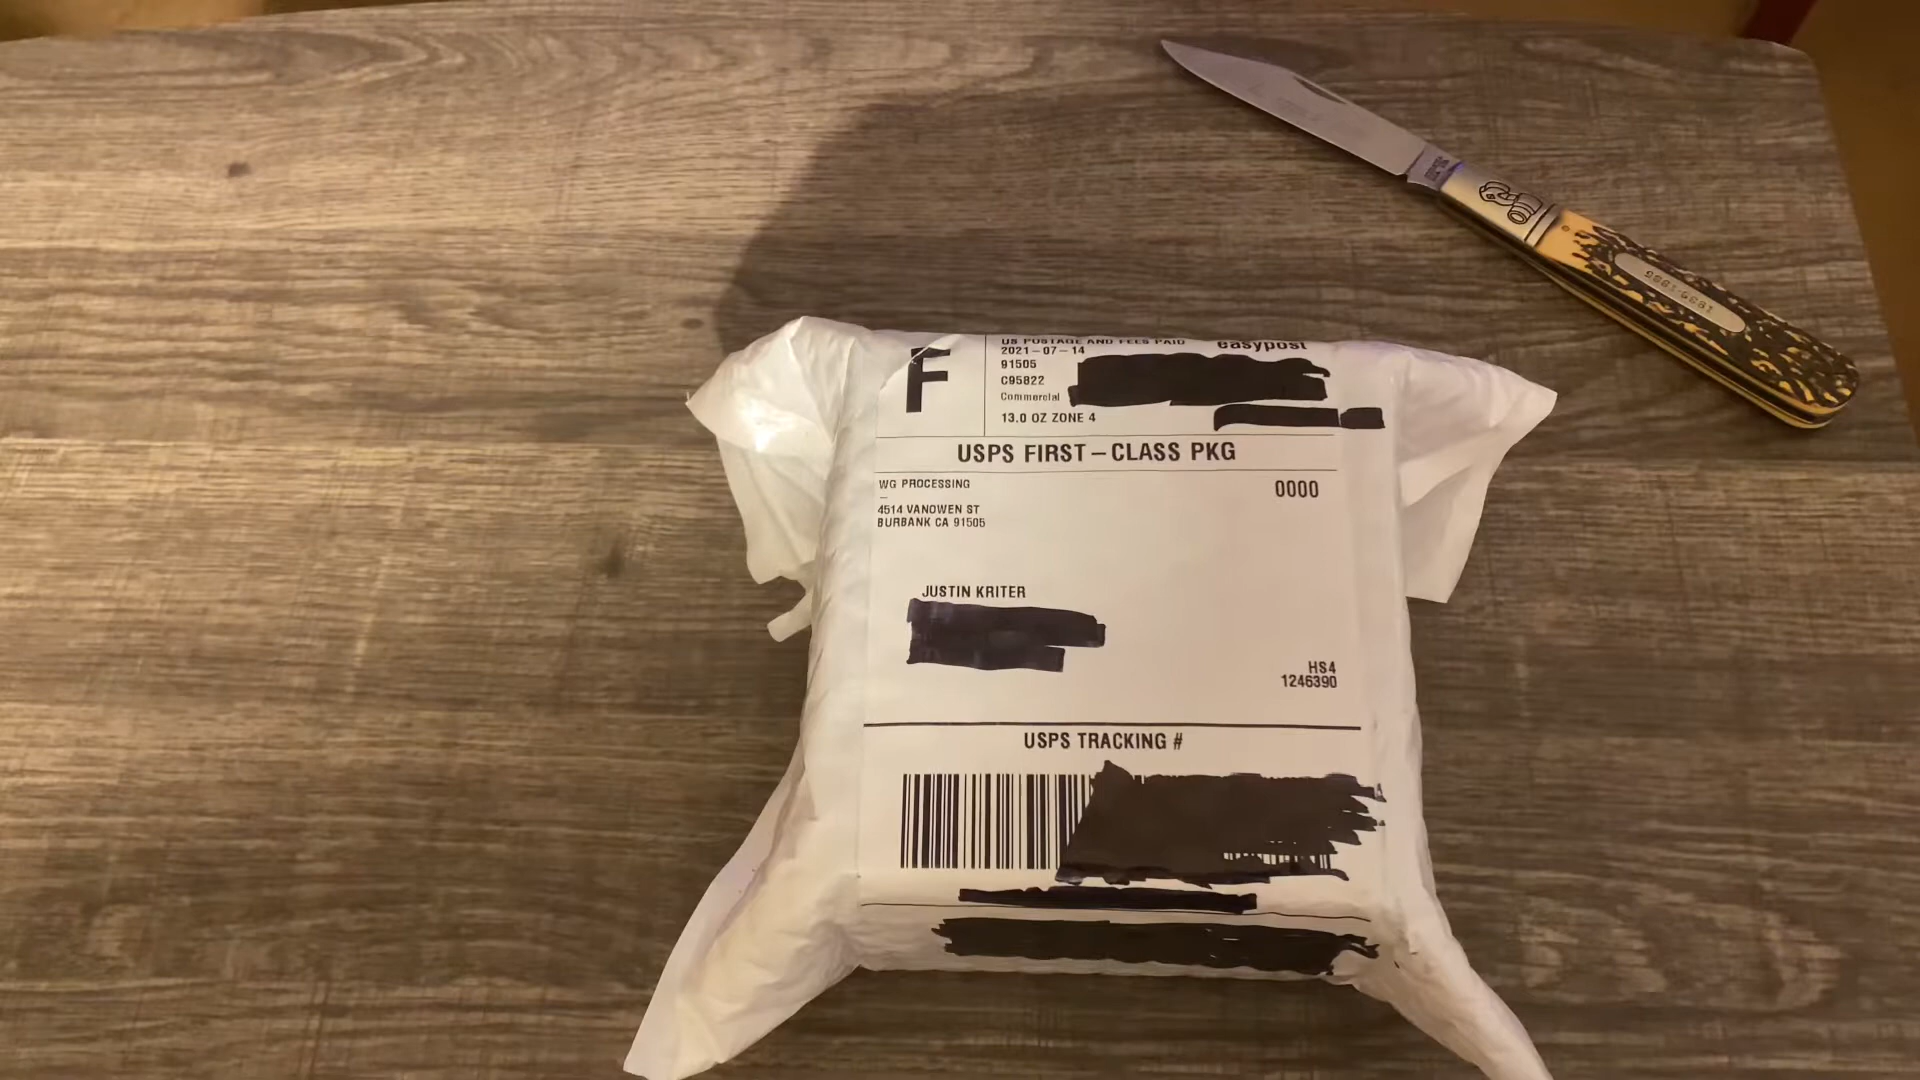 F
US POSTAGE AND FEES PAID
easypost
2021-07-14
91505
C95822
Commercial
13.0 OZ ZONE 4
USPS FIRST-CLASS PKG
WG PROCESSING
-
4514 VANOWEN ST
BURBANK CA 91505
0000
JUSTIN KRITER
HS4
1246390
USPS TRACKING #